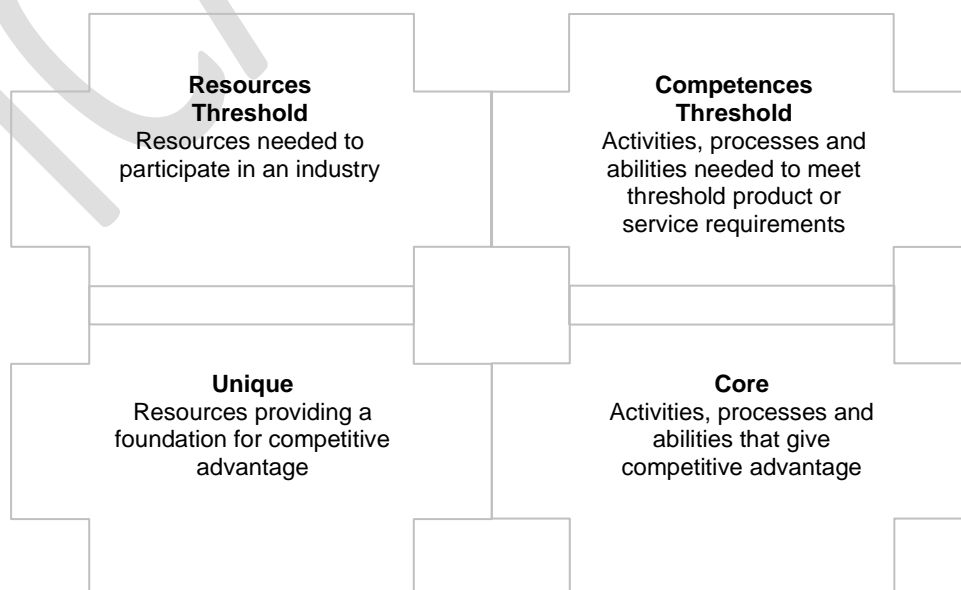 Resources
Threshold
Resources needed to
participate in an industry
Competences
Threshold
Activities, processes and
abilities needed to meet
threshold product or
service requirements
Unique
Resources providing a
foundation for competitive
advantage
Core
Activities, processes and
abilities that give
competitive advantage